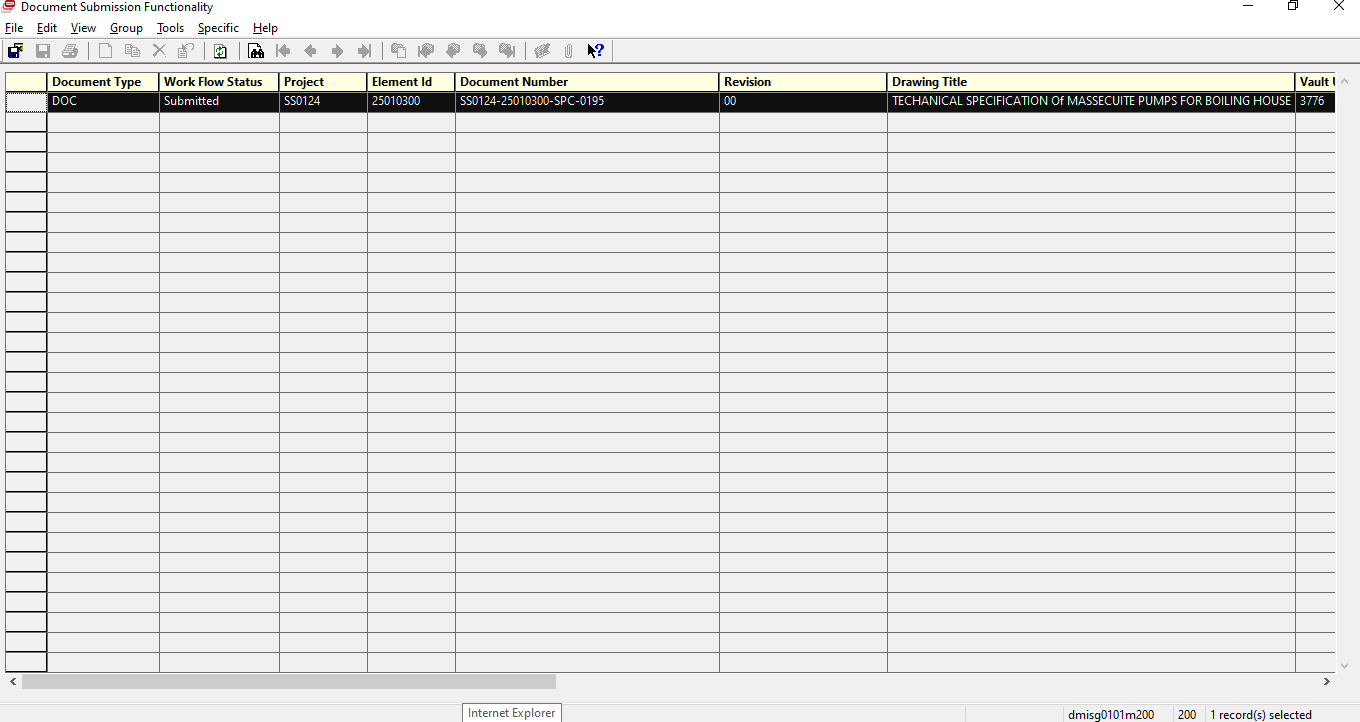 Document Submission Functionality
File Edit View Group Tools Specific Help
Document Type Work Flow Status Project Element Id Document Number Revision Drawing Title Vault
DOC Submitted SS0124 25010300 SS0124-25010300-SPC-0195 00 TECHANICAL SPECIFICATION Of MASSECUITE PUMPS FOR BOILING HOUSE 3776
Internet Explorer
dmisg0101m200 200 1 record(s) selected